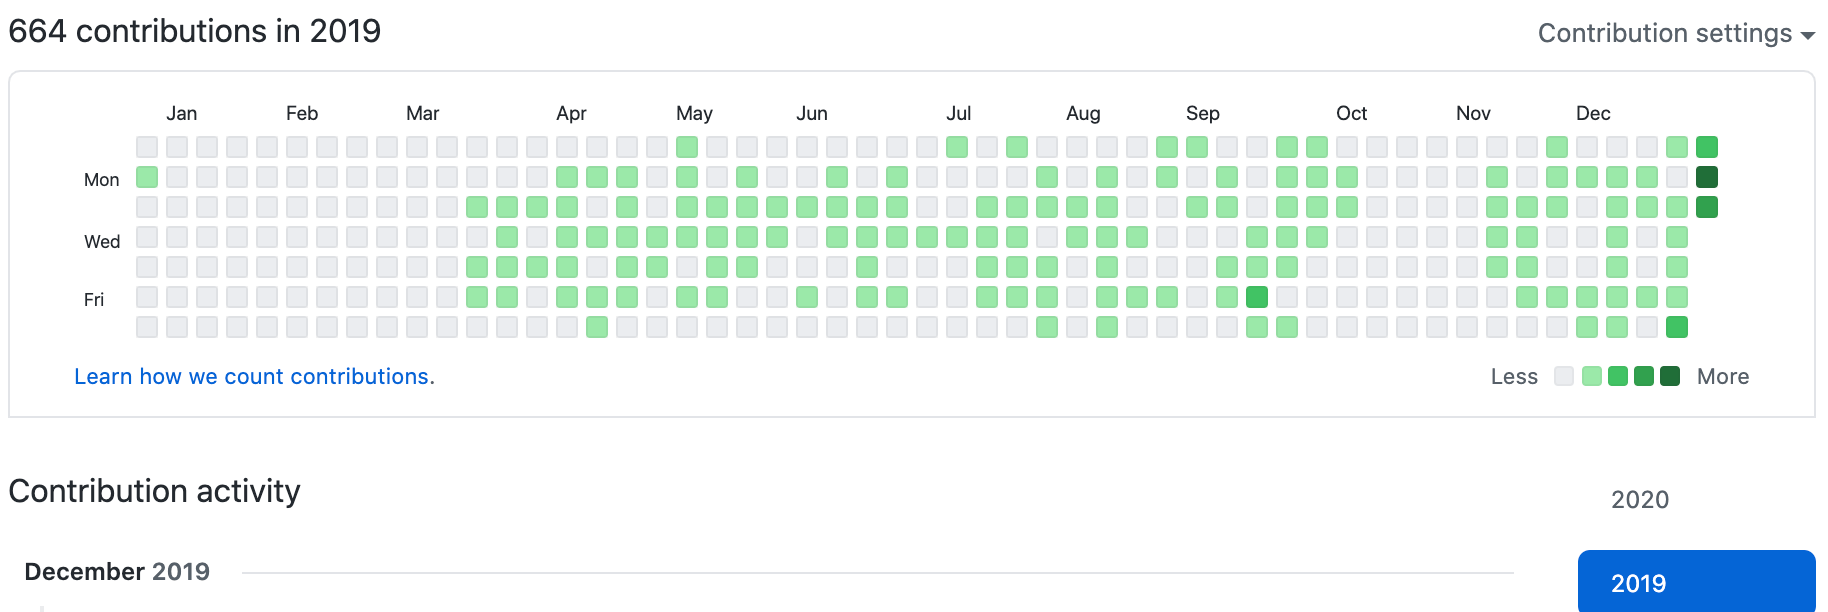 664 contributions in 2019
Contribution settings
Jan Feb Mar Apr May Jun Jul Aug Sep Oct Nov Dec
Mon
Wed
Fri
Learn how we count contributions.
Less More
Contribution activity
2020
December 2019
2019